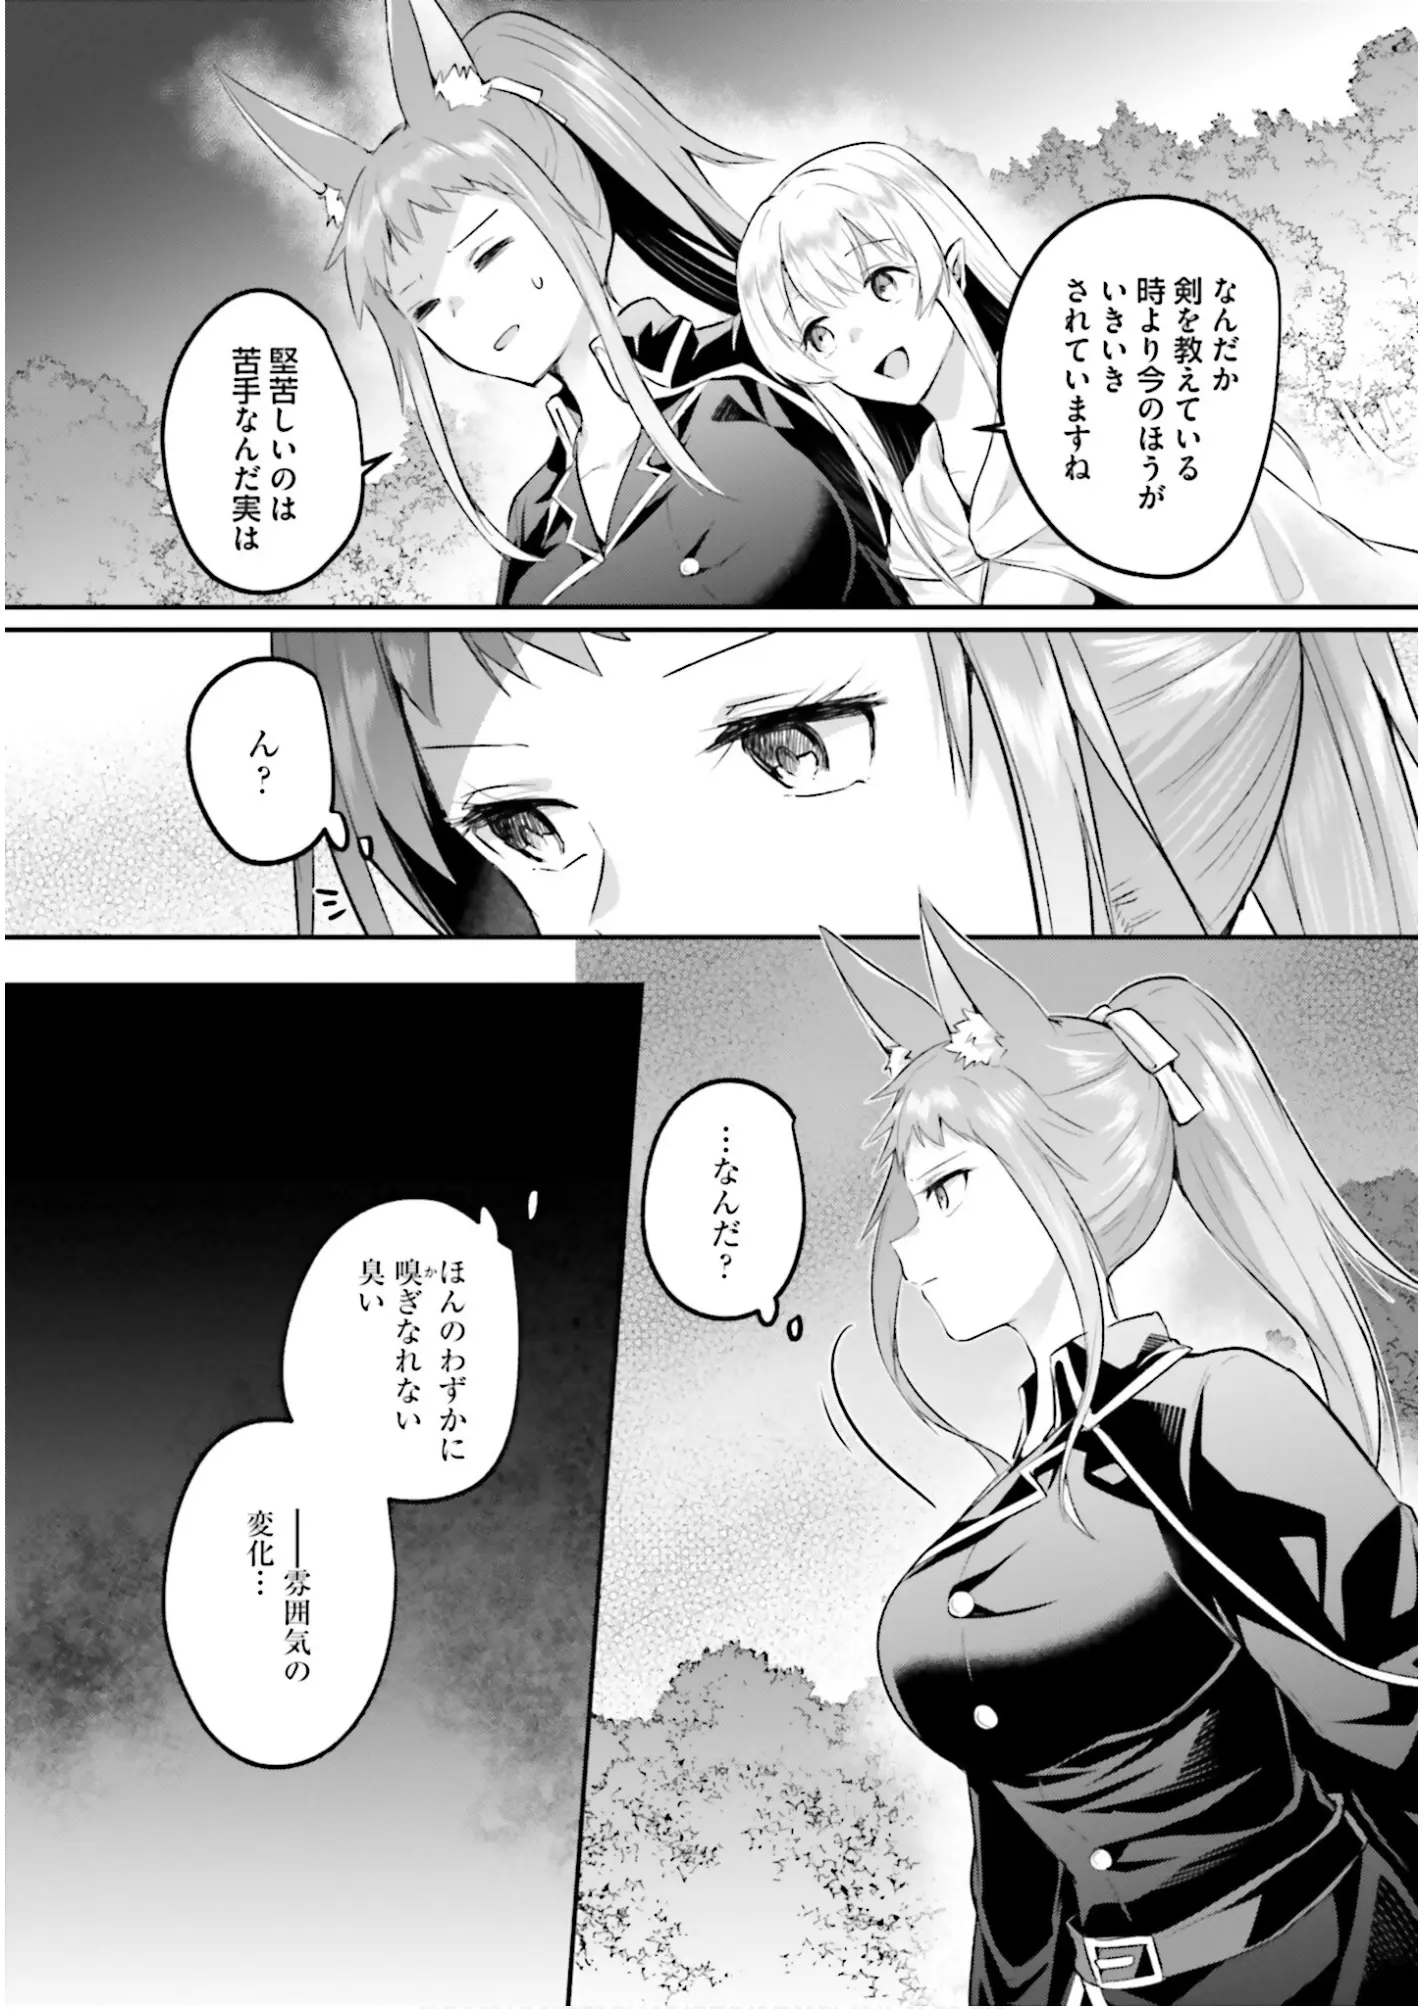 なんだか
剣を教えている
時より今のほうが
いきいき
されていますね
堅苦しいのは
苦手なんだ実は
ん?
…なんだ?
ほんのわずかに
嗅ぎなれない
か
臭い
──雰囲気の
変化…